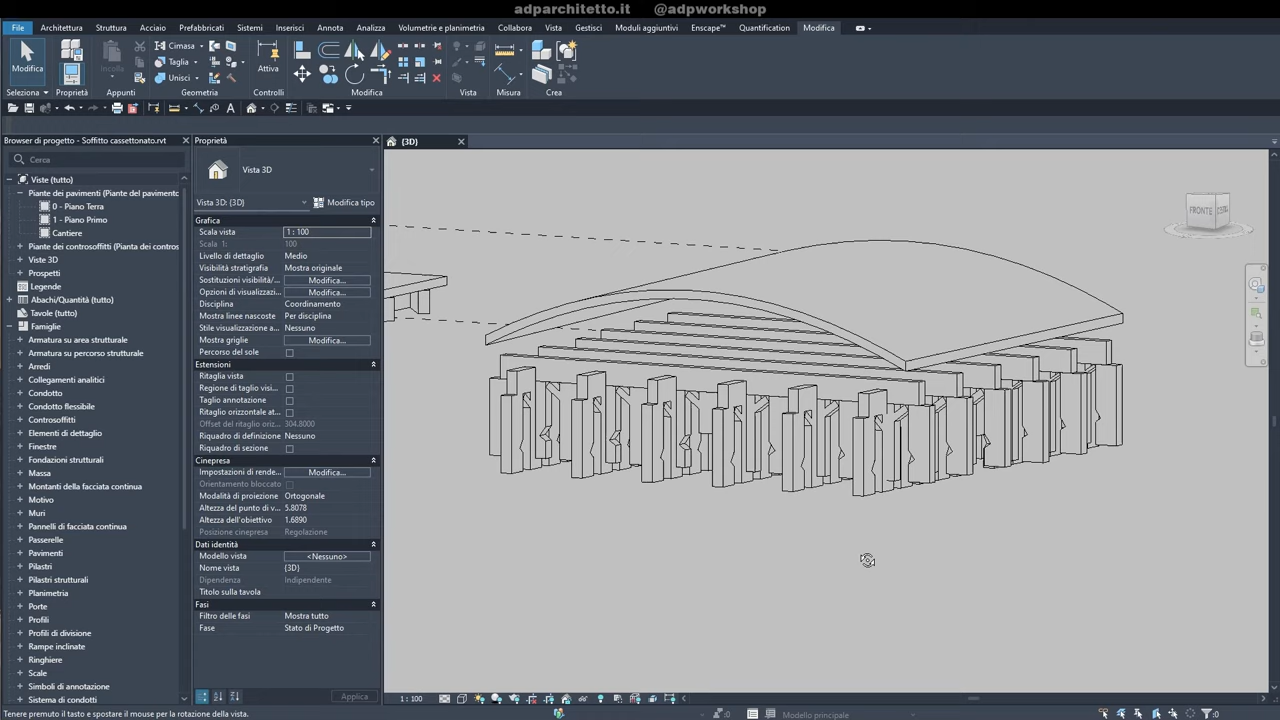 adparchitetto.it @adpworkshop
File Architettura Struttura Acciaio Prefabbricati Sistemi Inserisci Annota Analizza Volumetrie e planimetria Collabora Vista Gestisci Moduli aggiuntivi Enscape™ Quantification Modifica
Modifica Proprietà Incolla Cimasa Taglia Unisci Attiva
Seleziona Proprietà Appunti Geometria Controlli Modifica Vista Misura Crea
Browser di progetto - Soffitto cassettonato.rvt
Cerca
Viste (tutto)
Piante dei pavimenti (Piante del pavimento
0 - Piano Terra
1 - Piano Primo
Cantiere
Piante dei controsoffitti (Pianta dei contros
Viste 3D
Prospetti
Legende
Abachi/Quantità (tutto)
Tavole (tutto)
Famiglie
Armatura su area strutturale
Armatura su percorso strutturale
Arredi
Collegamenti analitici
Condotto
Condotto flessibile
Controsoffitti
Elementi di dettaglio
Finestre
Fondazioni strutturali
Massa
Montanti della facciata continua
Motivo
Muri
Pannelli di facciata continua
Passerelle
Pavimenti
Pilastri
Pilastri strutturali
Planimetria
Porte
Profili
Profili di divisione
Rampe inclinate
Ringhiere
Scale
Simboli di annotazione
Sistema di condotti
Proprietà
Vista 3D
Vista 3D: {3D} Modifica tipo
Grafica
Scala vista 1 : 100
Scala 1: 100
Livello di dettaglio Medio
Visibilità stratigrafia Mostra originale
Sostituzioni visibilità/... Modifica...
Opzioni di visualizzazi... Modifica...
Disciplina Coordinamento
Mostra linee nascoste Per disciplina
Stile visualizzazione a... Nessuno
Mostra griglie Modifica...
Percorso del sole
Estensioni
Ritaglia vista
Regione di taglio visi...
Taglio annotazione
Ritaglio orizzontale at...
Offset del ritaglio oriz... 304.8000
Riquadro di definizione Nessuno
Riquadro di sezione
Cinepresa
Impostazioni di rende... Modifica...
Orientamento bloccato
Modalità di proiezione Ortogonale
Altezza del punto di v... 5.8078
Altezza dell'obiettivo 1.6890
Posizione cinepresa Regolazione
Dati identità
Modello vista <Nessuno>
Nome vista {3D}
Dipendenza Indipendente
Titolo sulla tavola
Fasi
Filtro delle fasi Mostra tutto
Fase Stato di Progetto
Applica
{3D}
FRONTE
1 : 100
Tenere premuto il tasto e spostare il mouse per la rotazione della vista.
:0
Modello principale
:0